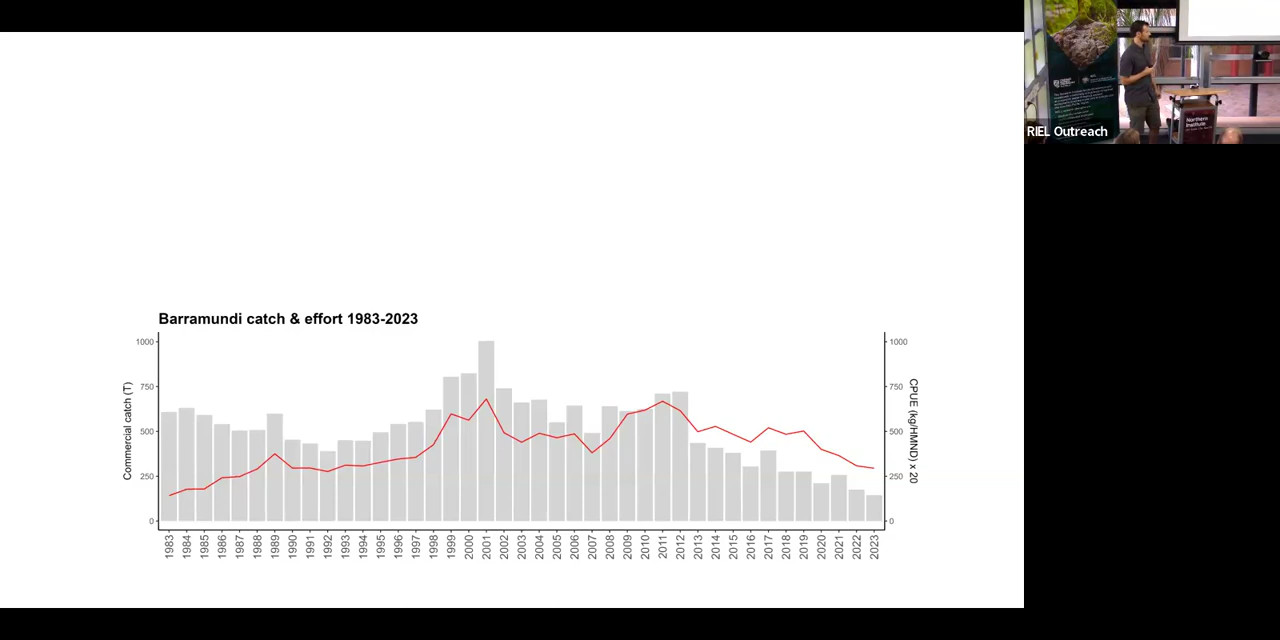 Barramundi catch & effort 1983-2023
Commercial catch (T)
1000
750
500
250
0
1000
750
500
250
0
CPUE (kg/HMND) x 20
1983 1984 1985 1986 1987 1988 1989 1990 1991 1992 1993 1994 1995 1996 1997 1998 1999 2000 2001 2002 2003 2004 2005 2006 2007 2008 2009 2010 2011 2012 2013 2014 2015 2016 2017 2018 2019 2020 2021 2022 2023
RIEL Outreach
Northern
Institute